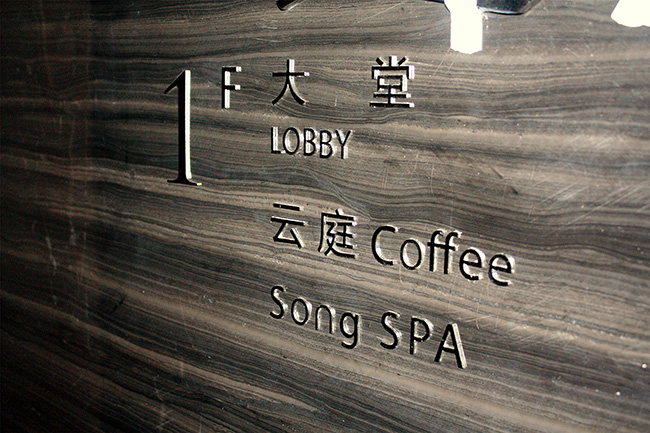 1F 大堂
LOBBY
云庭 Coffee
Song SPA